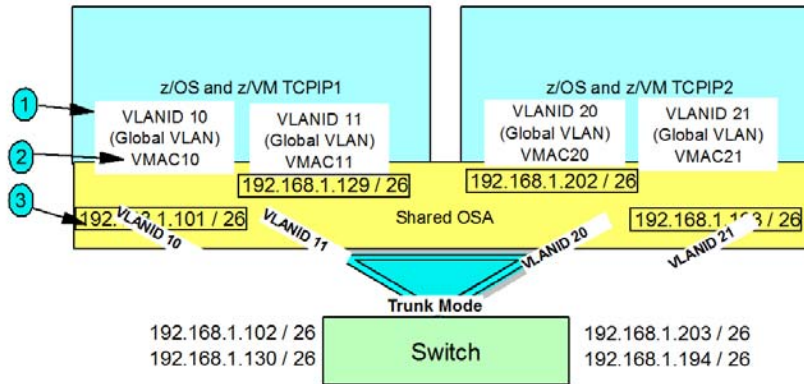 z/OS and z/VM TCPIP1
z/OS and z/VM TCPIP2
1
VLANID 10
(Global VLAN)
VMAC10
VLANID 11
(Global VLAN)
VMAC11
VLANID 20
(Global VLAN)
VMAC20
VLANID 21
(Global VLAN)
VMAC21
2
192.168.1.129 / 26
192.168.1.202 / 26
3
.101 / 26
VLANID 10
VLANID 11
Shared OSA
VLANID 20
VLANID 21
/ 26
Trunk Mode
192.168.1.102 / 26
192.168.1.130 / 26
Switch
192.168.1.203 / 26
192.168.1.194 / 26